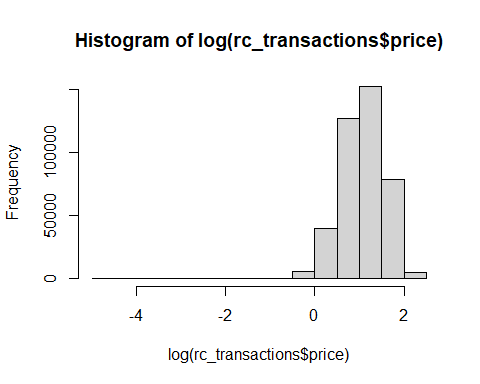 Histogram of log(rc_transactions$price)
Frequency
100000
50000
0
-4
-2
0
2
log(rc_transactions$price)